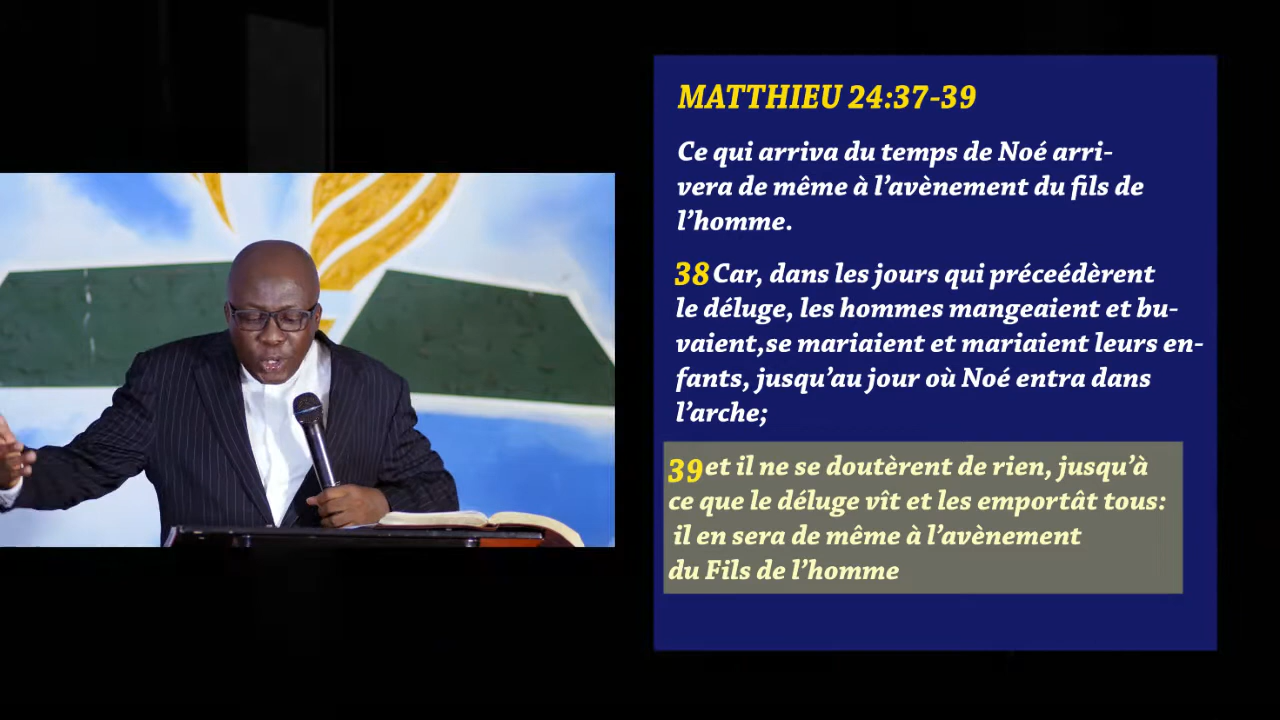 MATTHIEU 24:37-39
Ce qui arriva du temps de Noé arri-
vera de même à l’avènement du fils de
l’homme.
38 Car, dans les jours qui précéedèrent
le déluge, les hommes mangeaient et bu-
vaient,se mariaient et mariaient leurs en-
fants, jusqu’au jour où Noé entra dans
l’arche;
39 et il ne se doutèrent de rien, jusqu’à
ce que le déluge vît et les emportât tous:
il en sera de même à l’avènement
du Fils de l’homme